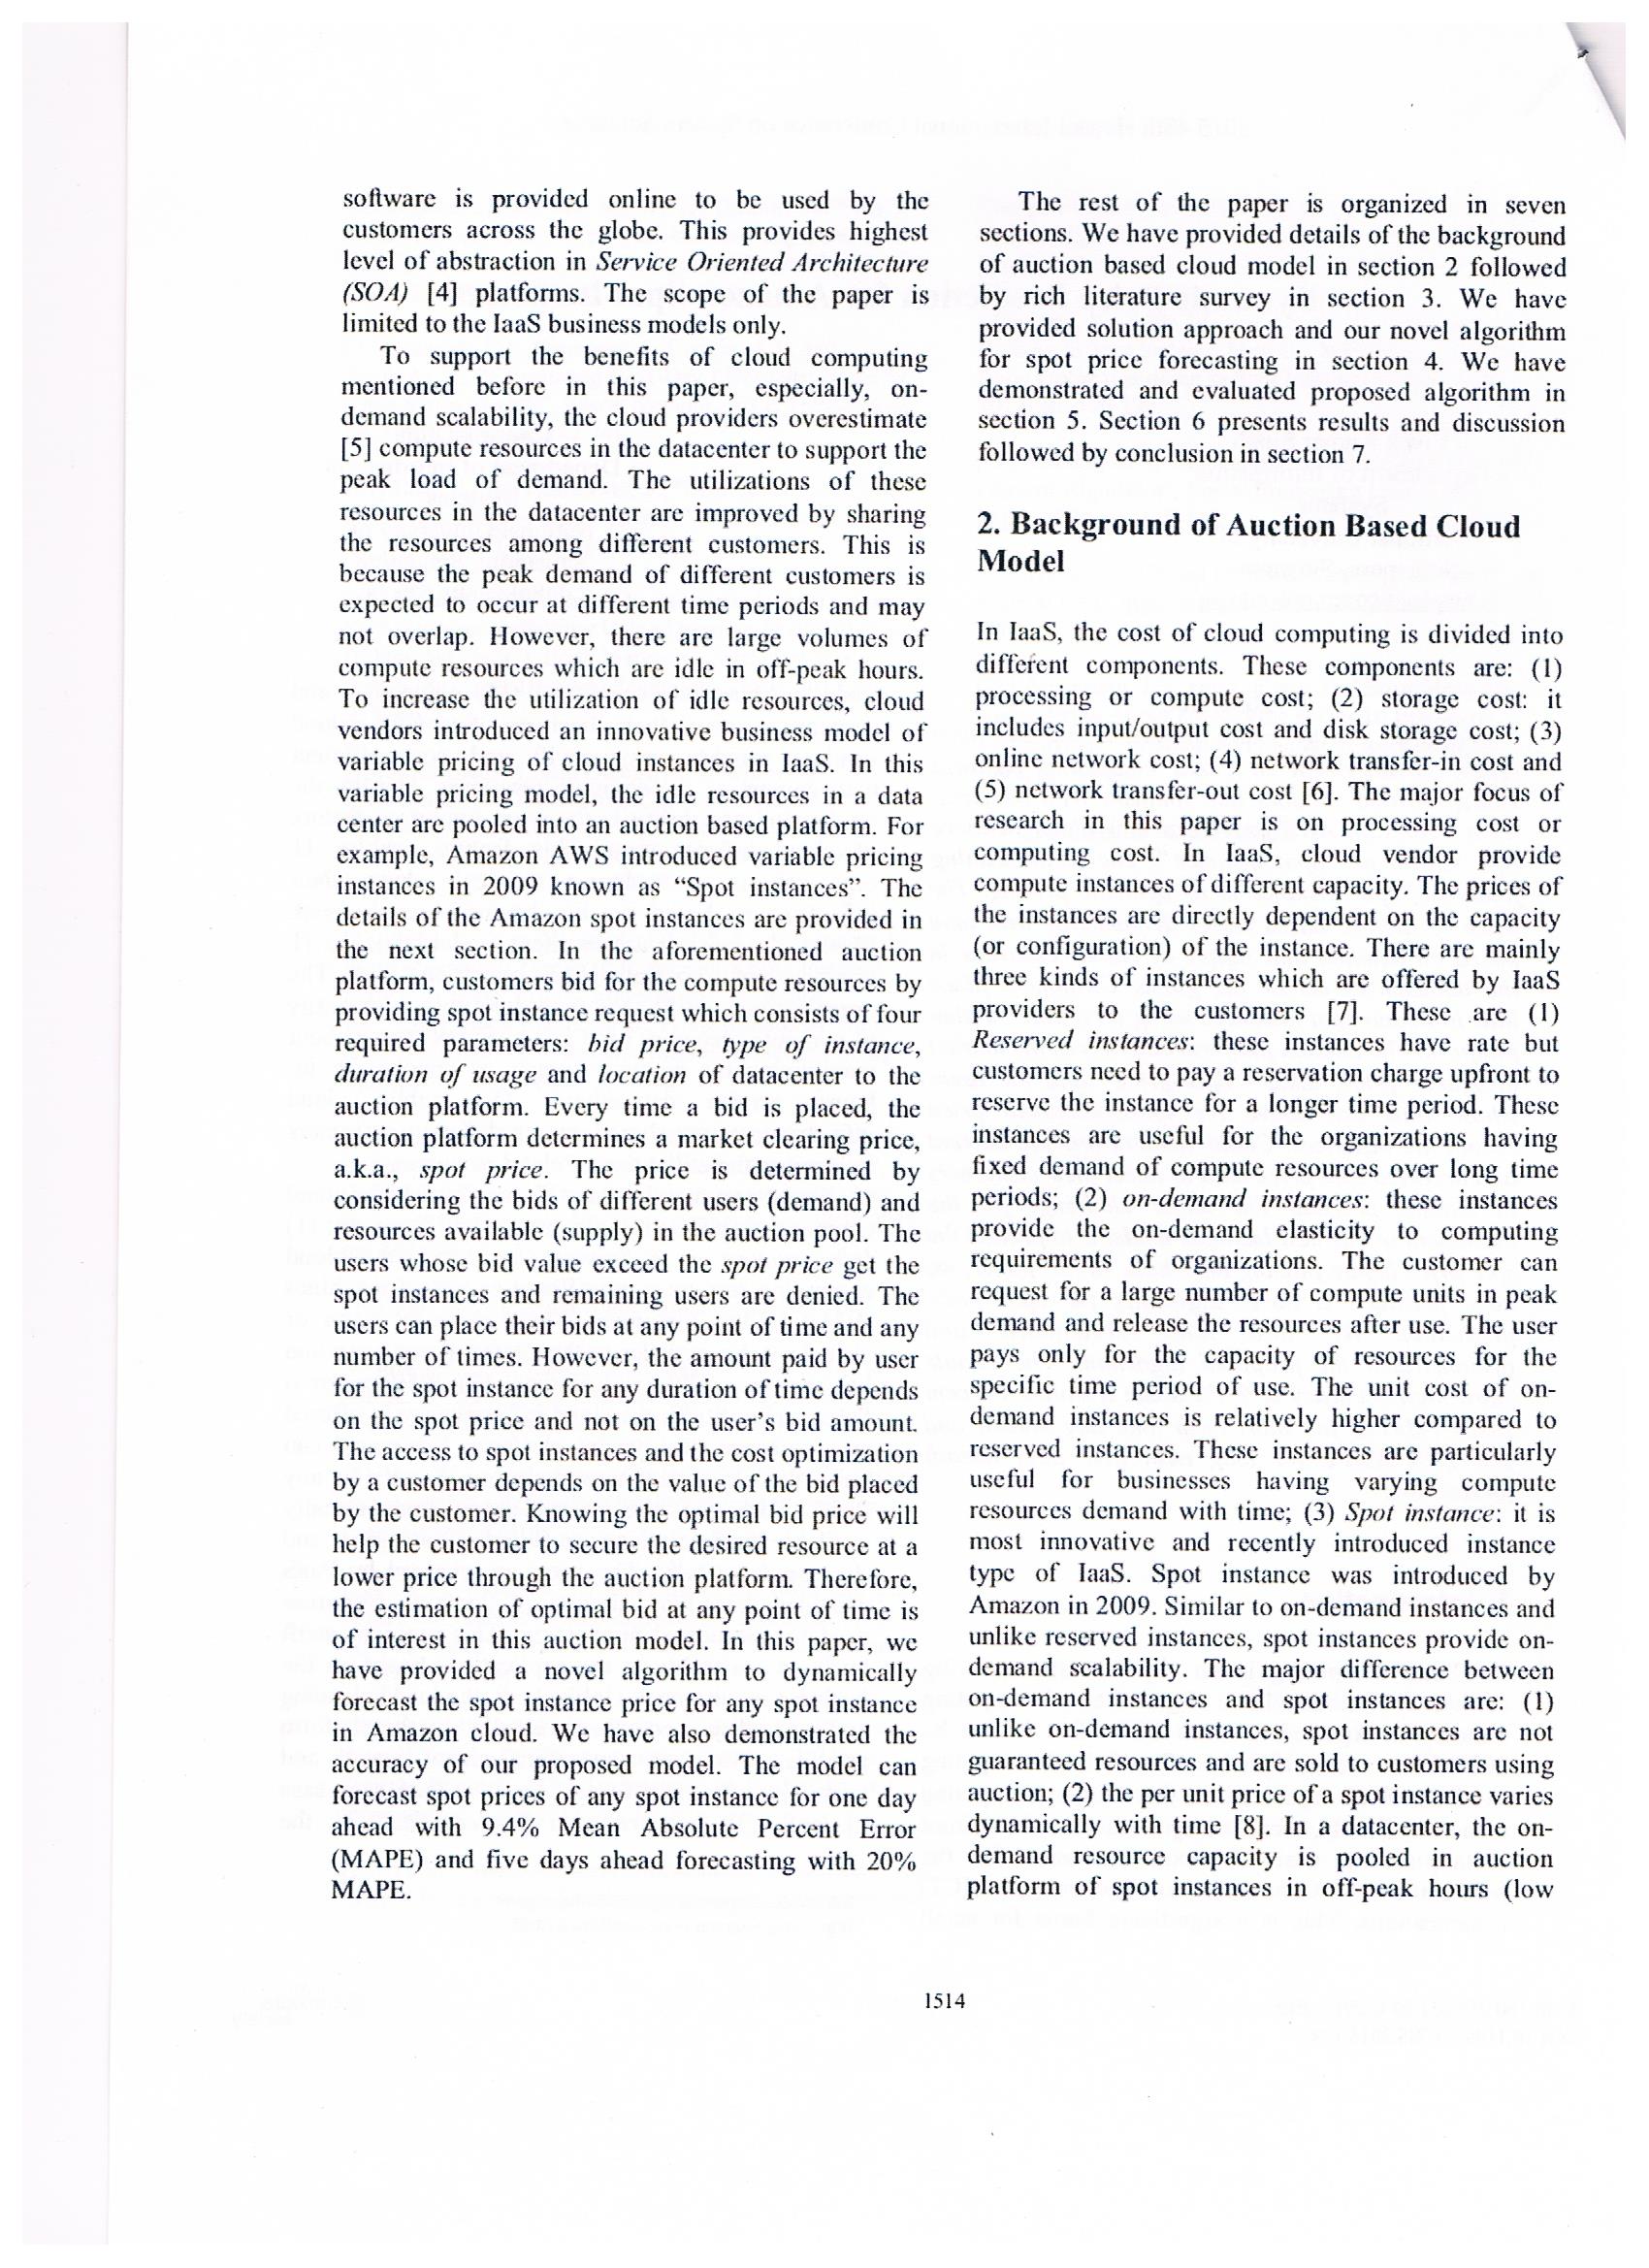 software is provided online to be used by the
customers across the globe. This provides highest
level of abstraction in Service Oriented Architecture
(SOA) [4] platforms. The scope of the paper is
limited to the IaaS business models only.
To support the benefits of cloud computing
mentioned before in this paper, especially, on-
demand scalability, the cloud providers overestimate
[5] compute resources in the datacenter to support the
peak load of demand. The utilizations of these
resources in the datacenter are improved by sharing
the resources among different customers. This is
because the peak demand of different customers is
expected to occur at different time periods and may
not overlap. However, there are large volumes of
compute resources which are idle in off-peak hours.
To increase the utilization of idle resources, cloud
vendors introduced an innovative business model of
variable pricing of cloud instances in IaaS. In this
variable pricing model, the idle resources in a data
center are pooled into an auction based platform. For
example, Amazon AWS introduced variable pricing
instances in 2009 known as “Spot instances”. The
details of the Amazon spot instances are provided in
the next section. In the aforementioned auction
platform, customers bid for the compute resources by
providing spot instance request which consists of four
required parameters: bid price, type of instance,
duration of usage and location of datacenter to the
auction platform. Every time a bid is placed, the
auction platform determines a market clearing price,
a.k.a., spot price. The price is determined by
considering the bids of different users (demand) and
resources available (supply) in the auction pool. The
users whose bid value exceed the spot price get the
spot instances and remaining users are denied. The
users can place their bids at any point of time and any
number of times. However, the amount paid by user
for the spot instance for any duration of time depends
on the spot price and not on the user’s bid amount.
The access to spot instances and the cost optimization
by a customer depends on the value of the bid placed
by the customer. Knowing the optimal bid price will
help the customer to secure the desired resource at a
lower price through the auction platform. Therefore,
the estimation of optimal bid at any point of time is
of interest in this auction model. In this paper, we
have provided a novel algorithm to dynamically
forecast the spot instance price for any spot instance
in Amazon cloud. We have also demonstrated the
accuracy of our proposed model. The model can
forecast spot prices of any spot instance for one day
ahead with 9.4% Mean Absolute Percent Error
(MAPE) and five days ahead forecasting with 20%
MAPE.
The rest of the paper is organized in seven
sections. We have provided details of the background
of auction based cloud model in section 2 followed
by rich literature survey in section 3. We have
provided solution approach and our novel algorithm
for spot price forecasting in section 4. We have
demonstrated and evaluated proposed algorithm in
section 5. Section 6 presents results and discussion
followed by conclusion in section 7.
2. Background of Auction Based Cloud
Model
In IaaS, the cost of cloud computing is divided into
different components. These components are: (1)
processing or compute cost; (2) storage cost: it
includes input/output cost and disk storage cost; (3)
online network cost; (4) network transfer-in cost and
(5) network transfer-out cost [6]. The major focus of
research in this paper is on processing cost or
computing cost. In IaaS, cloud vendor provide
compute instances of different capacity. The prices of
the instances are directly dependent on the capacity
(or configuration) of the instance. There are mainly
three kinds of instances which are offered by IaaS
providers to the customers [7]. These are (1)
Reserved instances: these instances have rate but
customers need to pay a reservation charge upfront to
reserve the instance for a longer time period. These
instances are useful for the organizations having
fixed demand of compute resources over long time
periods; (2) on-demand instances: these instances
provide the on-demand elasticity to computing
requirements of organizations. The customer can
request for a large number of compute units in peak
demand and release the resources after use. The user
pays only for the capacity of resources for the
specific time period of use. The unit cost of on-
demand instances is relatively higher compared to
reserved instances. These instances are particularly
useful for businesses having varying compute
resources demand with time; (3) Spot instance: it is
most innovative and recently introduced instance
type of IaaS. Spot instance was introduced by
Amazon in 2009. Similar to on-demand instances and
unlike reserved instances, spot instances provide on-
demand scalability. The major difference between
on-demand instances and spot instances are: (1)
unlike on-demand instances, spot instances are not
guaranteed resources and are sold to customers using
auction; (2) the per unit price of a spot instance varies
dynamically with time [8]. In a datacenter, the on-
demand resource capacity is pooled in auction
platform of spot instances in off-peak hours (low
1514